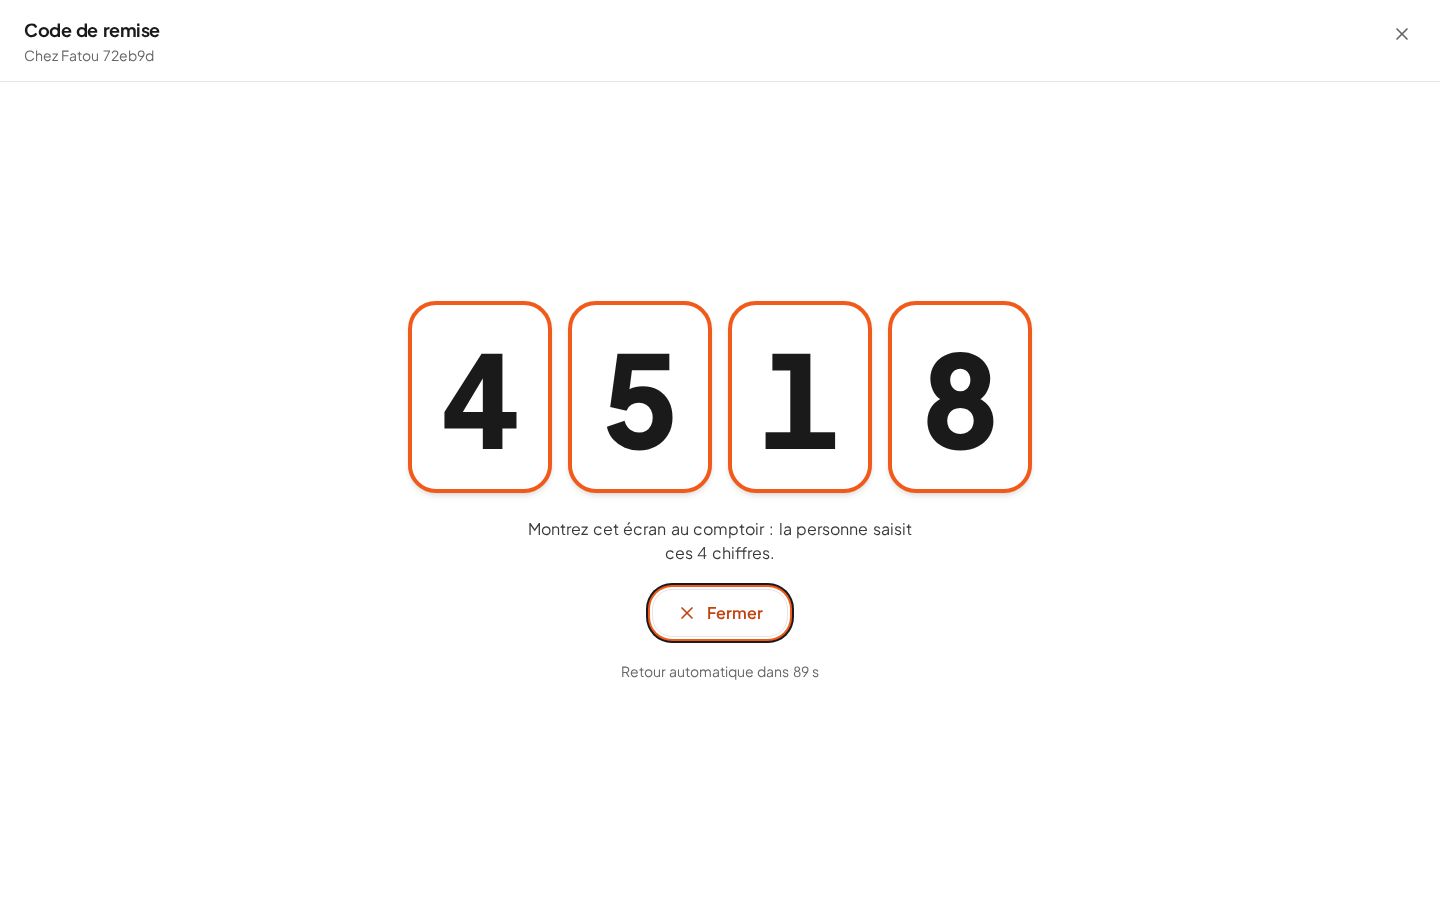 Code de remise
Chez Fatou 72eb9d
4 5 1 8
Montrez cet écran au comptoir : la personne saisit
ces 4 chiffres.
Fermer
Retour automatique dans 89 s